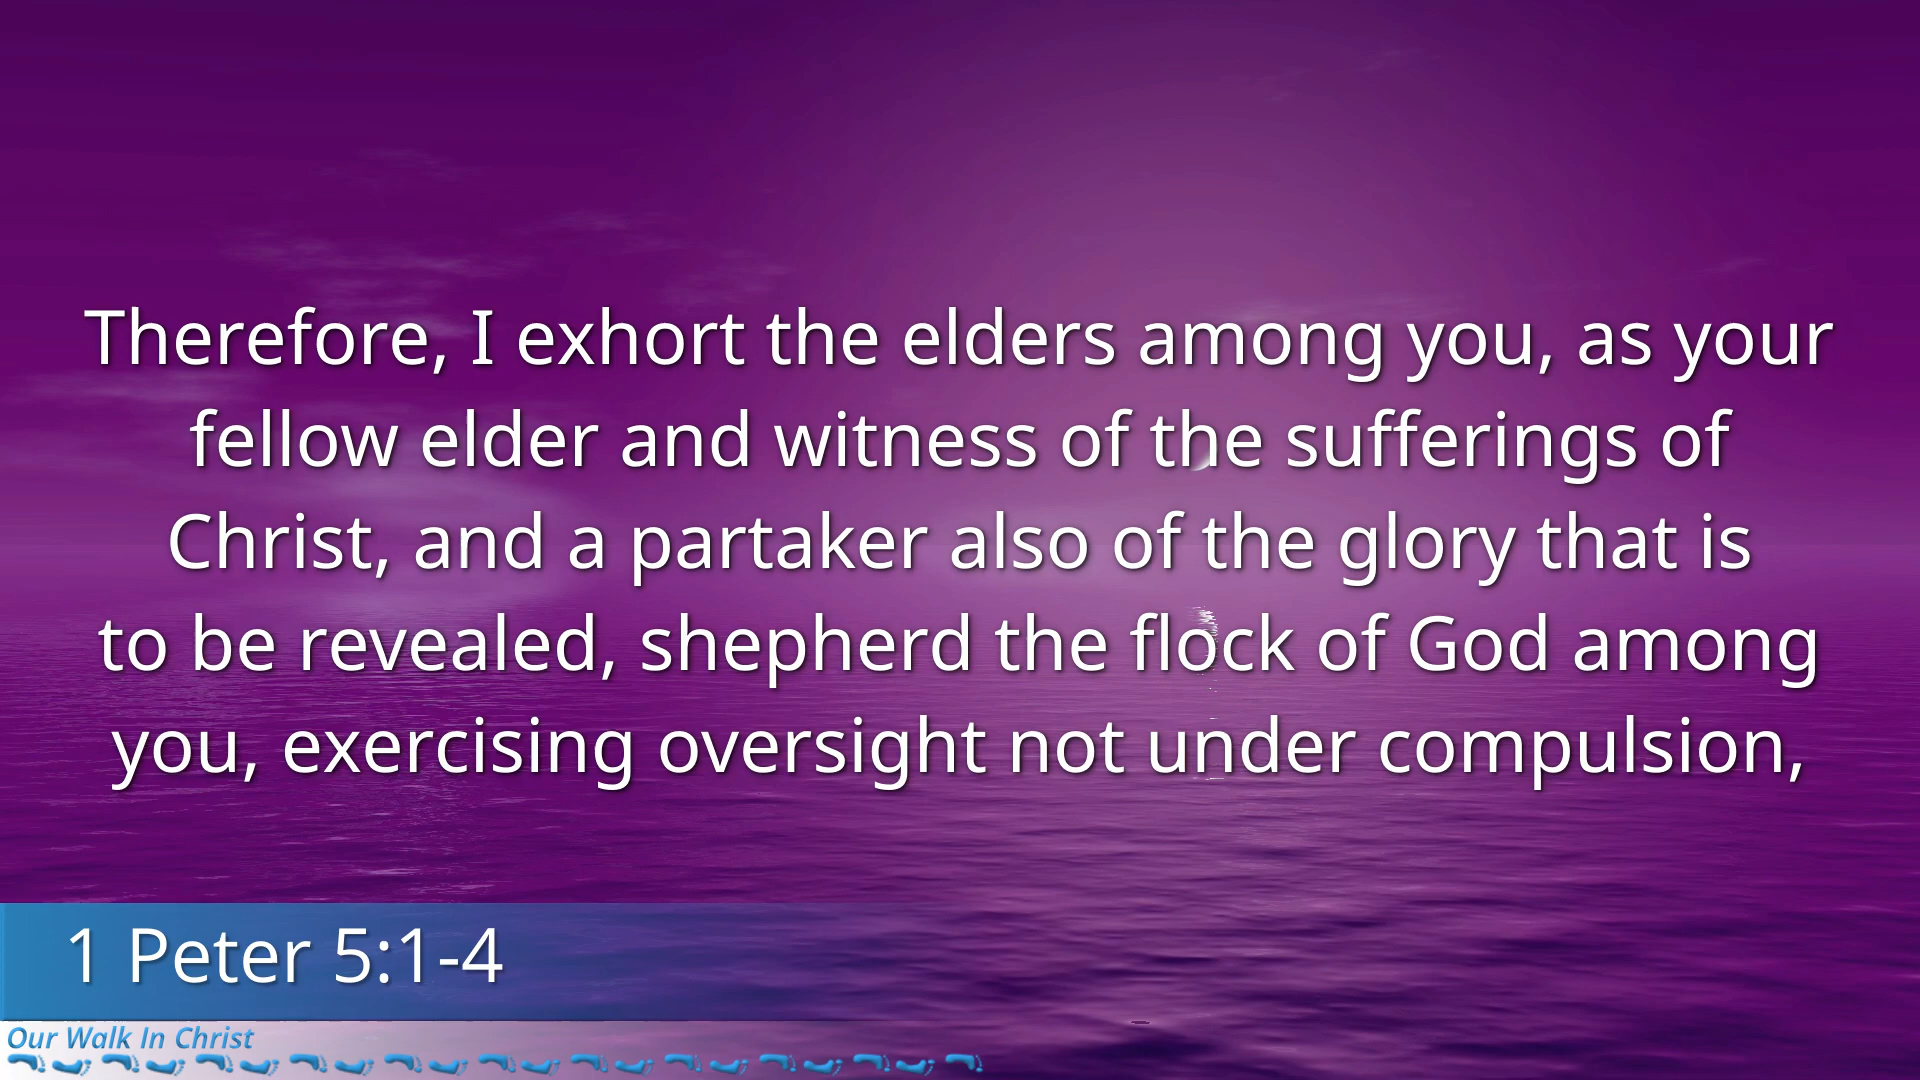 Therefore, I exhort the elders among you, as your
fellow elder and witness of the sufferings of
Christ, and a partaker also of the glory that is
to be revealed, shepherd the flock of God among
you, exercising oversight not under compulsion,
1 Peter 5:1-4
Our Walk In Christ